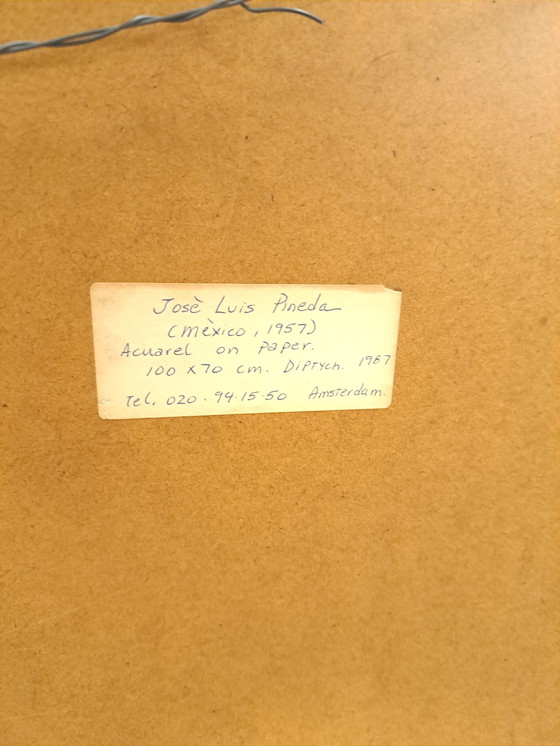 Josè Luis Pineda
(Mèxico, 1957)
Acuarel on Paper.
100 x 70 cm. Diptych. 1987
Tel. 020 · 94·15·50 Amsterdam.